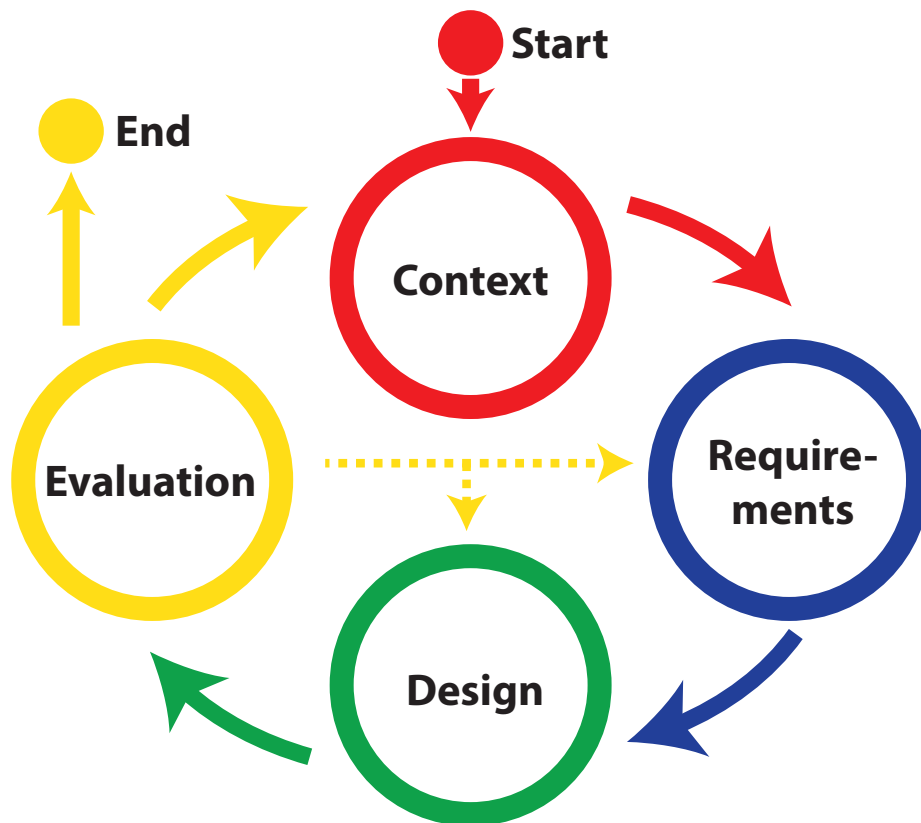 Start
End
Context
Require-
ments
Evaluation
Design